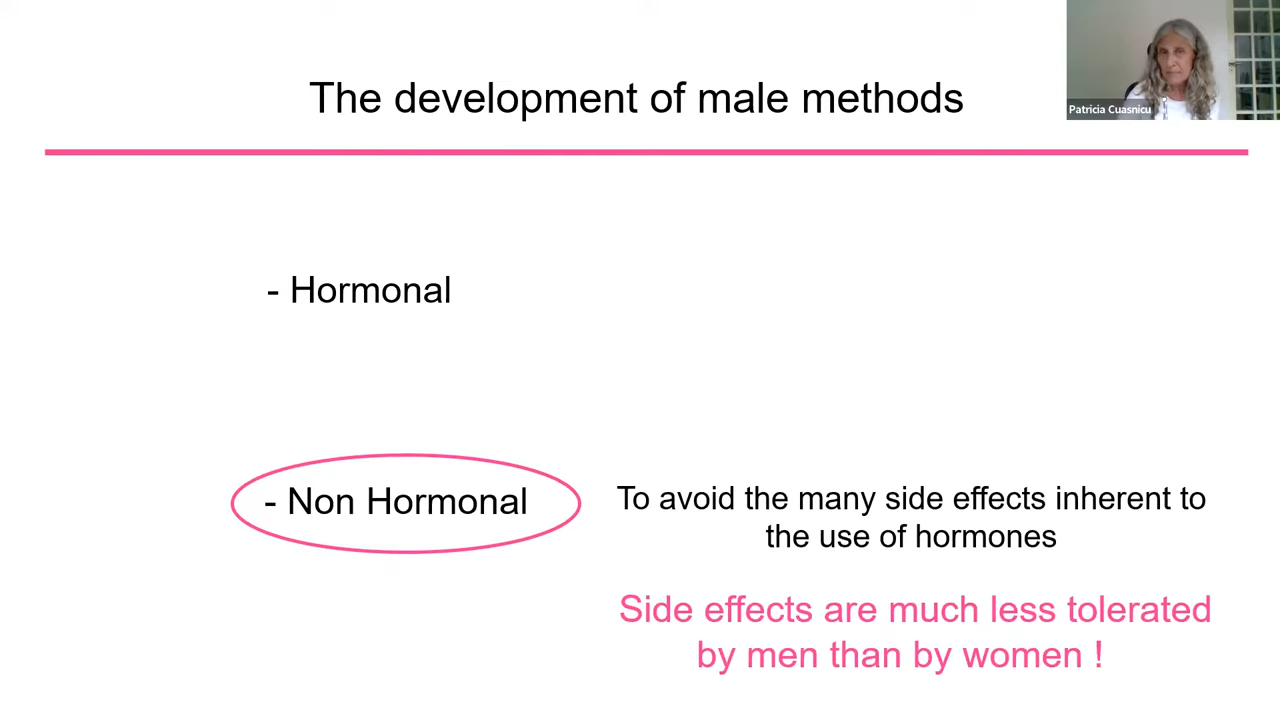 The development of male methods
Patricia Cuasnicu
- Hormonal
- Non Hormonal
To avoid the many side effects inherent to
the use of hormones
Side effects are much less tolerated
by men than by women !